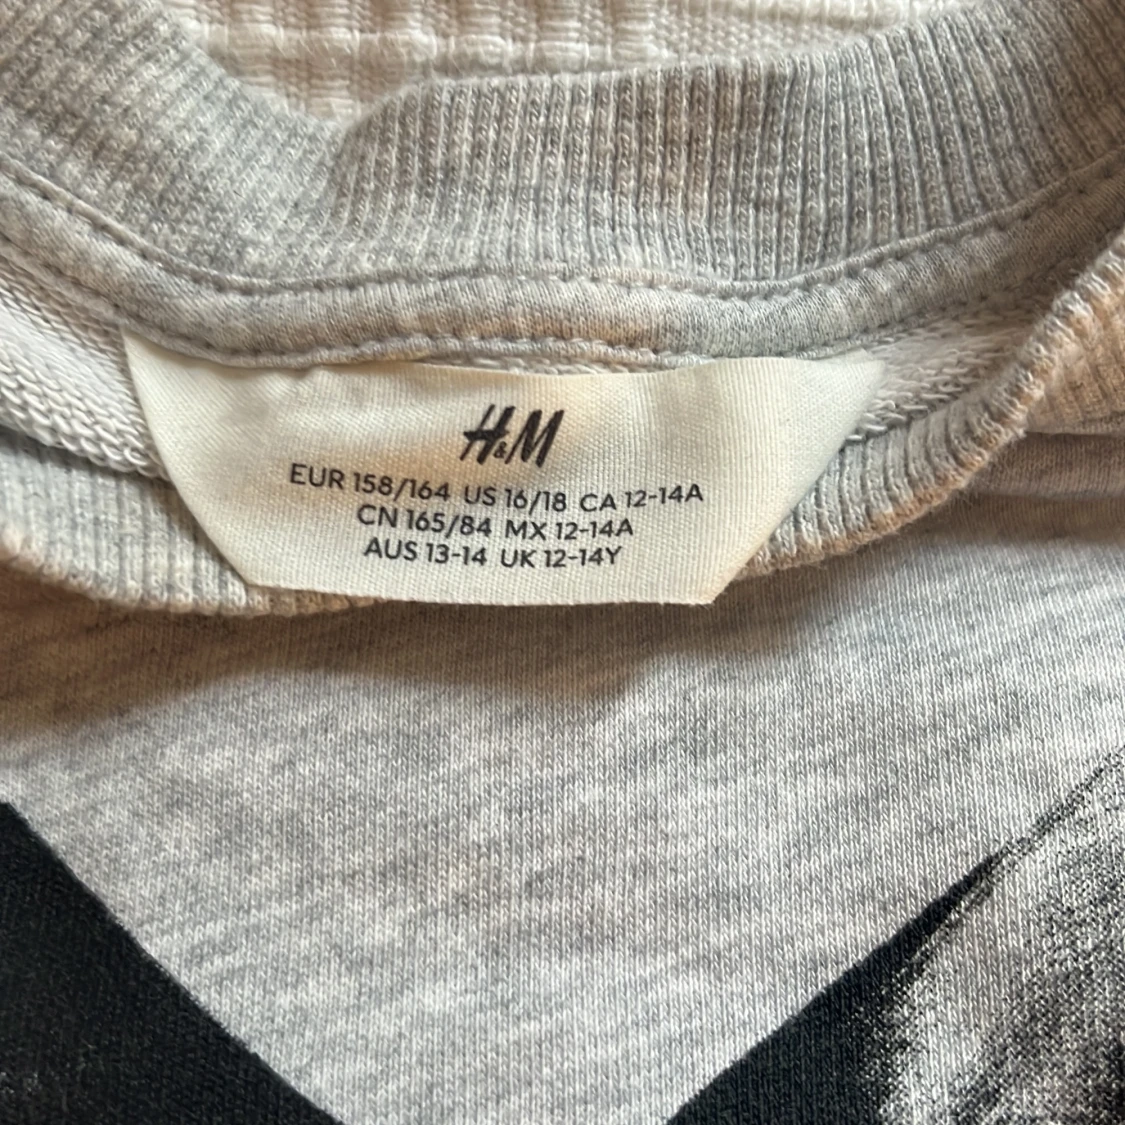 H&M
EUR 158/164 US 16/18 CA 12-14A
CN 165/84 MX 12-14A
AUS 13-14 UK 12-14Y